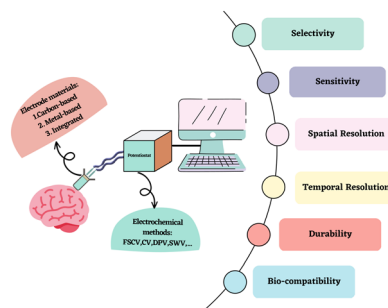 Electrode materials:
1.Carbon-based
2. Metal-based
3. Integrated
Potentiostat
Electrochemical
methods:
FSCV,CV,DPV,SWV,...
Selectivity
Sensitivity
Spatial Resolution
Temporal Resolution
Durability
Bio-compatibility